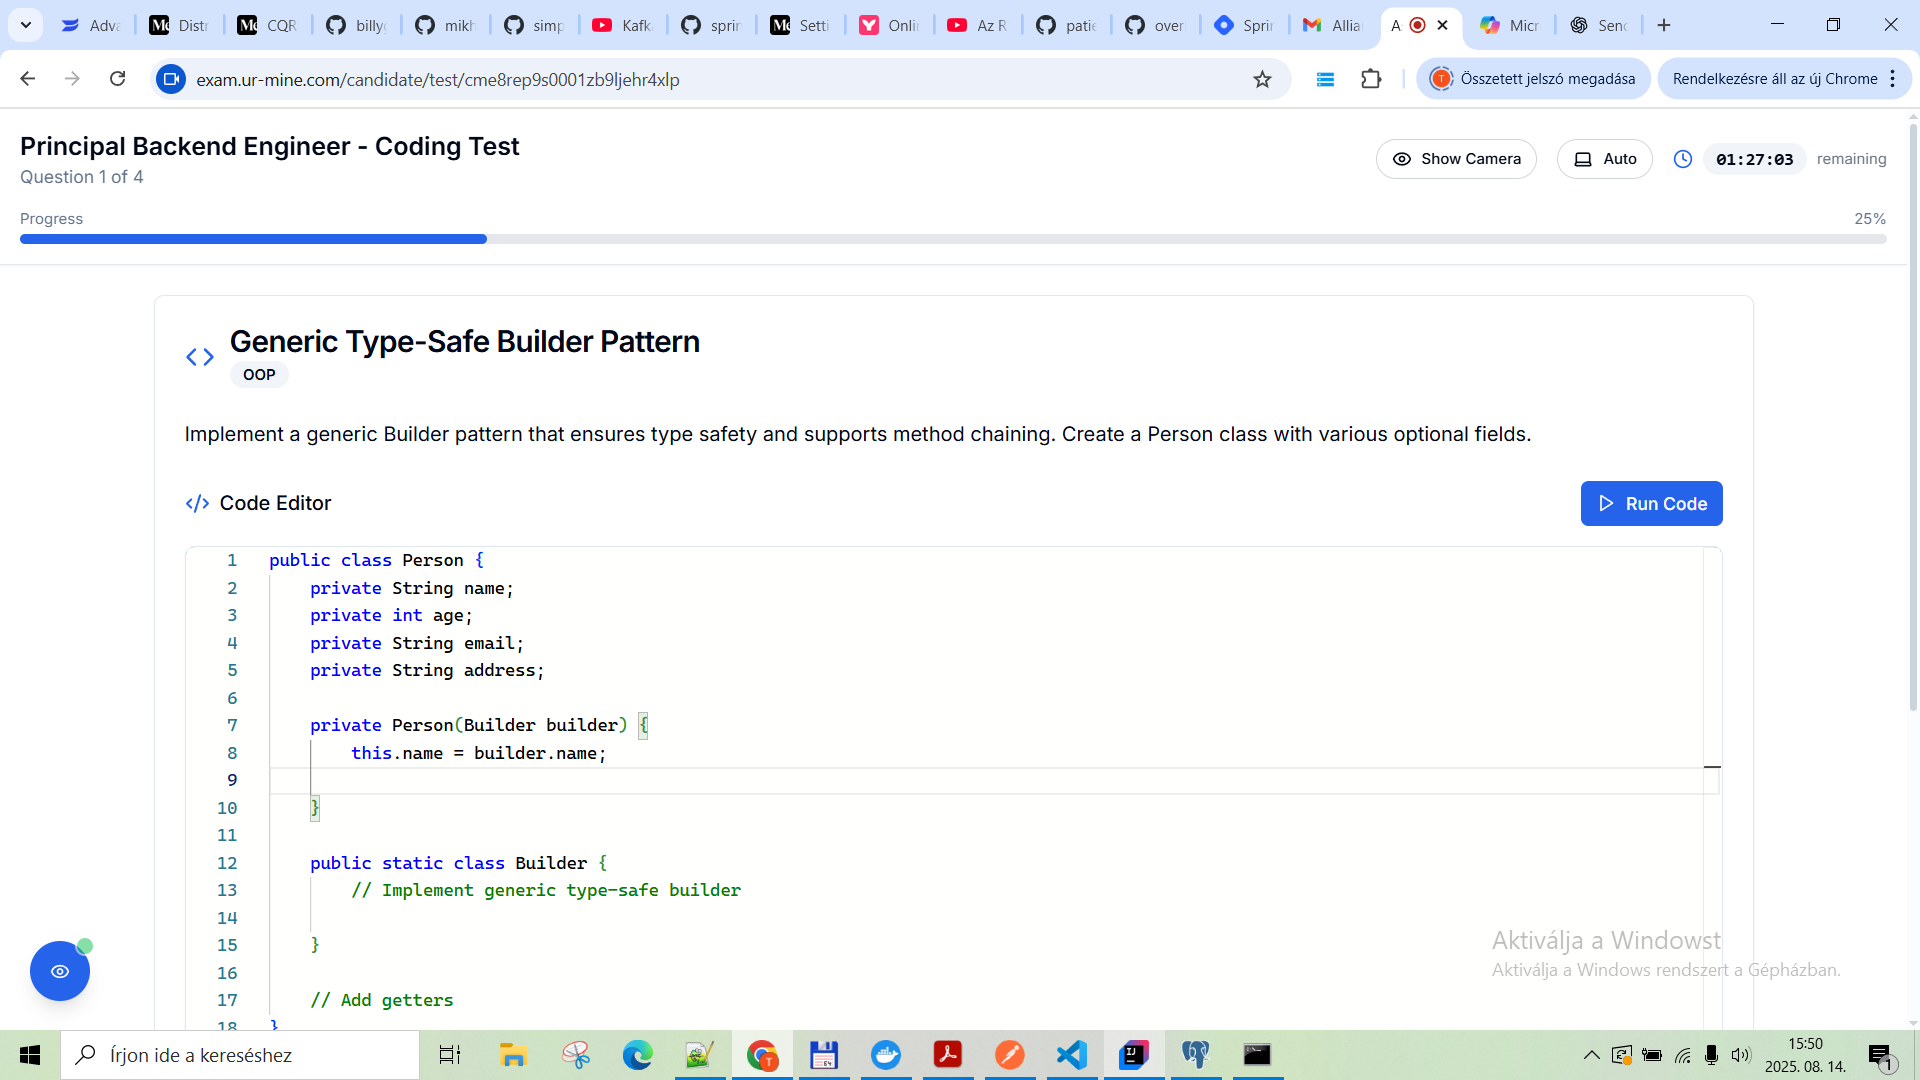 Adva
Distr
CQR
billyg
mikh
simp
Kafk
sprir
Setti
Onlin
Az R
patie
over
Sprin
Allia
A
Micr
Senc
exam.ur-mine.com/candidate/test/cme8rep9s0001zb9ljehr4xlp
Összetett jelszó megadása
Rendelkezésre áll az új Chrome
Principal Backend Engineer - Coding Test
Question 1 of 4
Show Camera
Auto
01:27:03 remaining
Progress
25%
Generic Type-Safe Builder Pattern
OOP
Implement a generic Builder pattern that ensures type safety and supports method chaining. Create a Person class with various optional fields.
Code Editor
Run Code
1 public class Person {
2 private String name;
3 private int age;
4 private String email;
5 private String address;
6
7 private Person(Builder builder) {
8 this.name = builder.name;
9
10 }
11
12 public static class Builder {
13 // Implement generic type-safe builder
14
15 }
16
17 // Add getters
18 }
Aktiválja a Windowst
Aktiválja a Windows rendszert a Gépházban.
Írjon ide a kereséshez
15:50
2025. 08. 14.
1